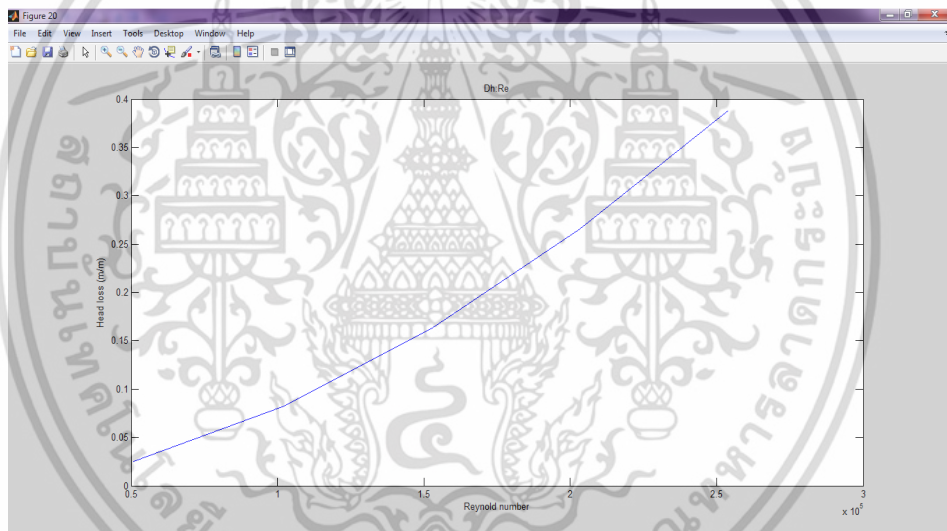 Figure 20
File Edit View Insert Tools Desktop Window Help
Dh:Re
0.4
0.35
0.3
0.25
0.2
0.15
0.1
0.05
0
Head loss (m/m)
0.5 1 1.5 2 2.5 3
Reynold number
x 10^5